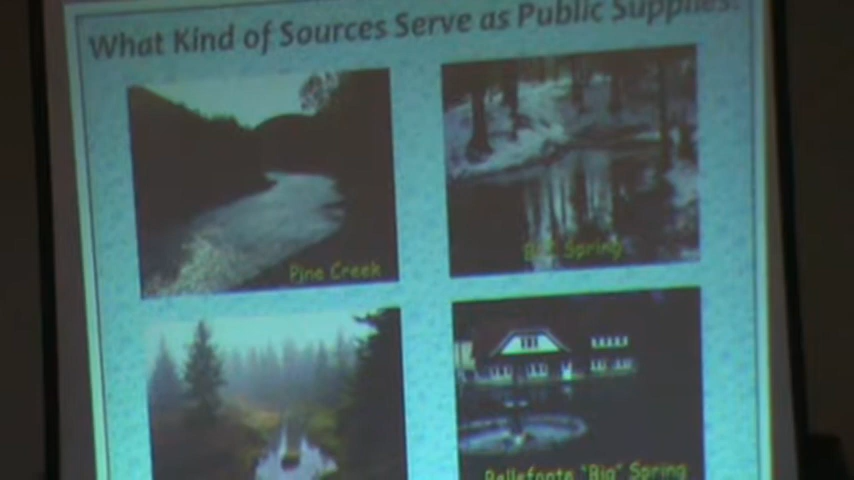 What Kind of Sources Serve as Public Supplies?
Pine Creek
Spring
Bellefonte "Big" Spring